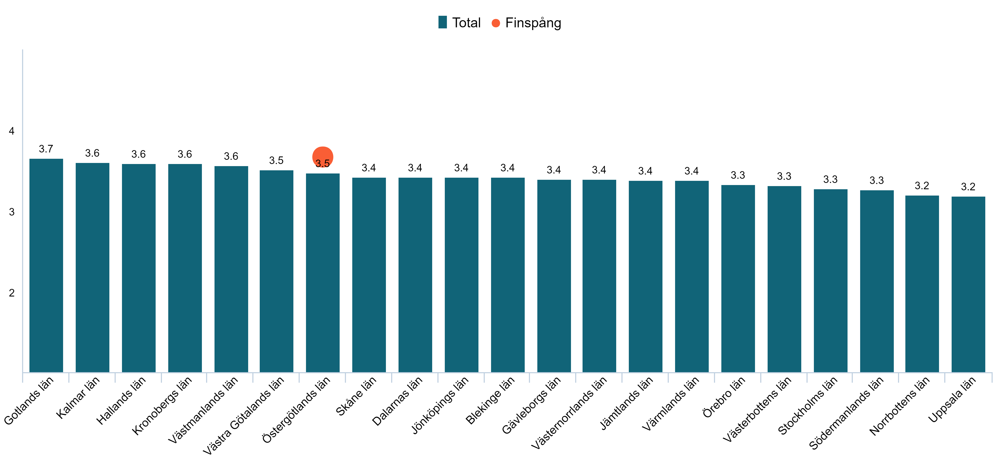 Total Finspång
4
3.7 3.6 3.6 3.6 3.6 3.5 3.5 3.4 3.4 3.4 3.4 3.4 3.4 3.4 3.4 3.3 3.3 3.3 3.3 3.2 3.2
3
2
Gotlands län
Kalmar län
Hallands län
Kronobergs län
Västmanlands län
Västra Götalands län
Östergötlands län
Skåne län
Dalarnas län
Jönköpings län
Blekinge län
Gävleborgs län
Västernorrlands län
Jämtlands län
Värmlands län
Örebro län
Västerbottens län
Stockholms län
Södermanlands län
Norrbottens län
Uppsala län